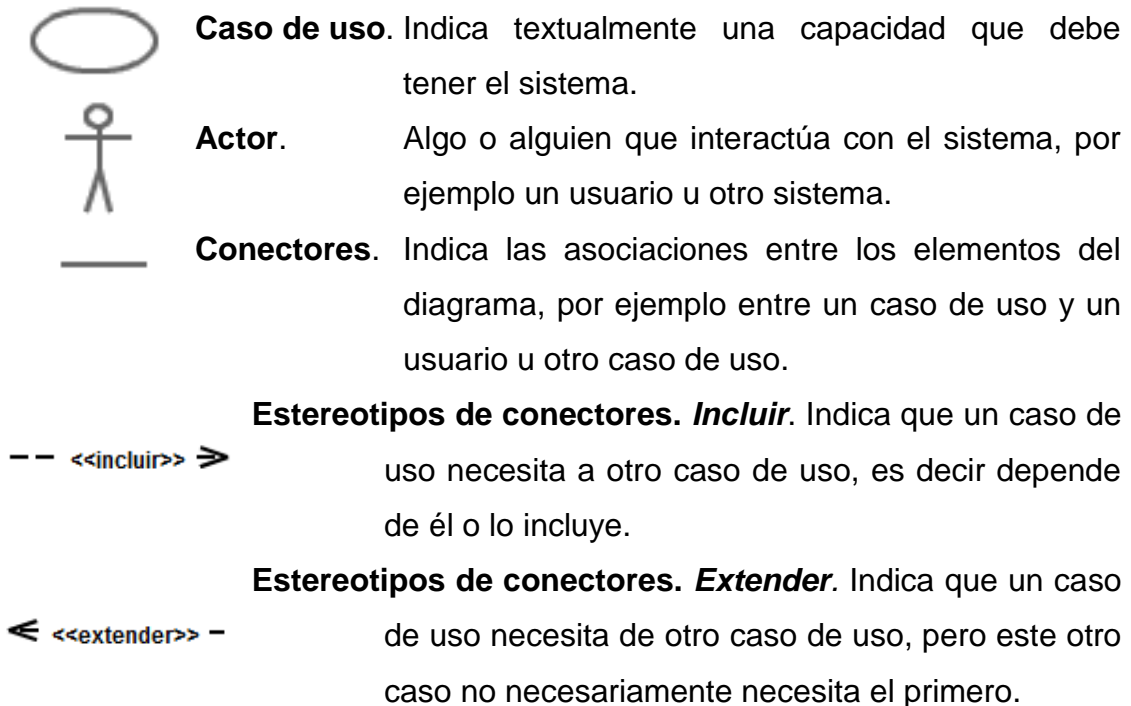 Caso de uso. Indica textualmente una capacidad que debe
tener el sistema.
Actor. Algo o alguien que interactúa con el sistema, por
ejemplo un usuario u otro sistema.
Conectores. Indica las asociaciones entre los elementos del
diagrama, por ejemplo entre un caso de uso y un
usuario u otro caso de uso.
Estereotipos de conectores. Incluir. Indica que un caso de
<<incluir>> uso necesita a otro caso de uso, es decir depende
de él o lo incluye.
Estereotipos de conectores. Extender. Indica que un caso
<<extender>> de uso necesita de otro caso de uso, pero este otro
caso no necesariamente necesita el primero.